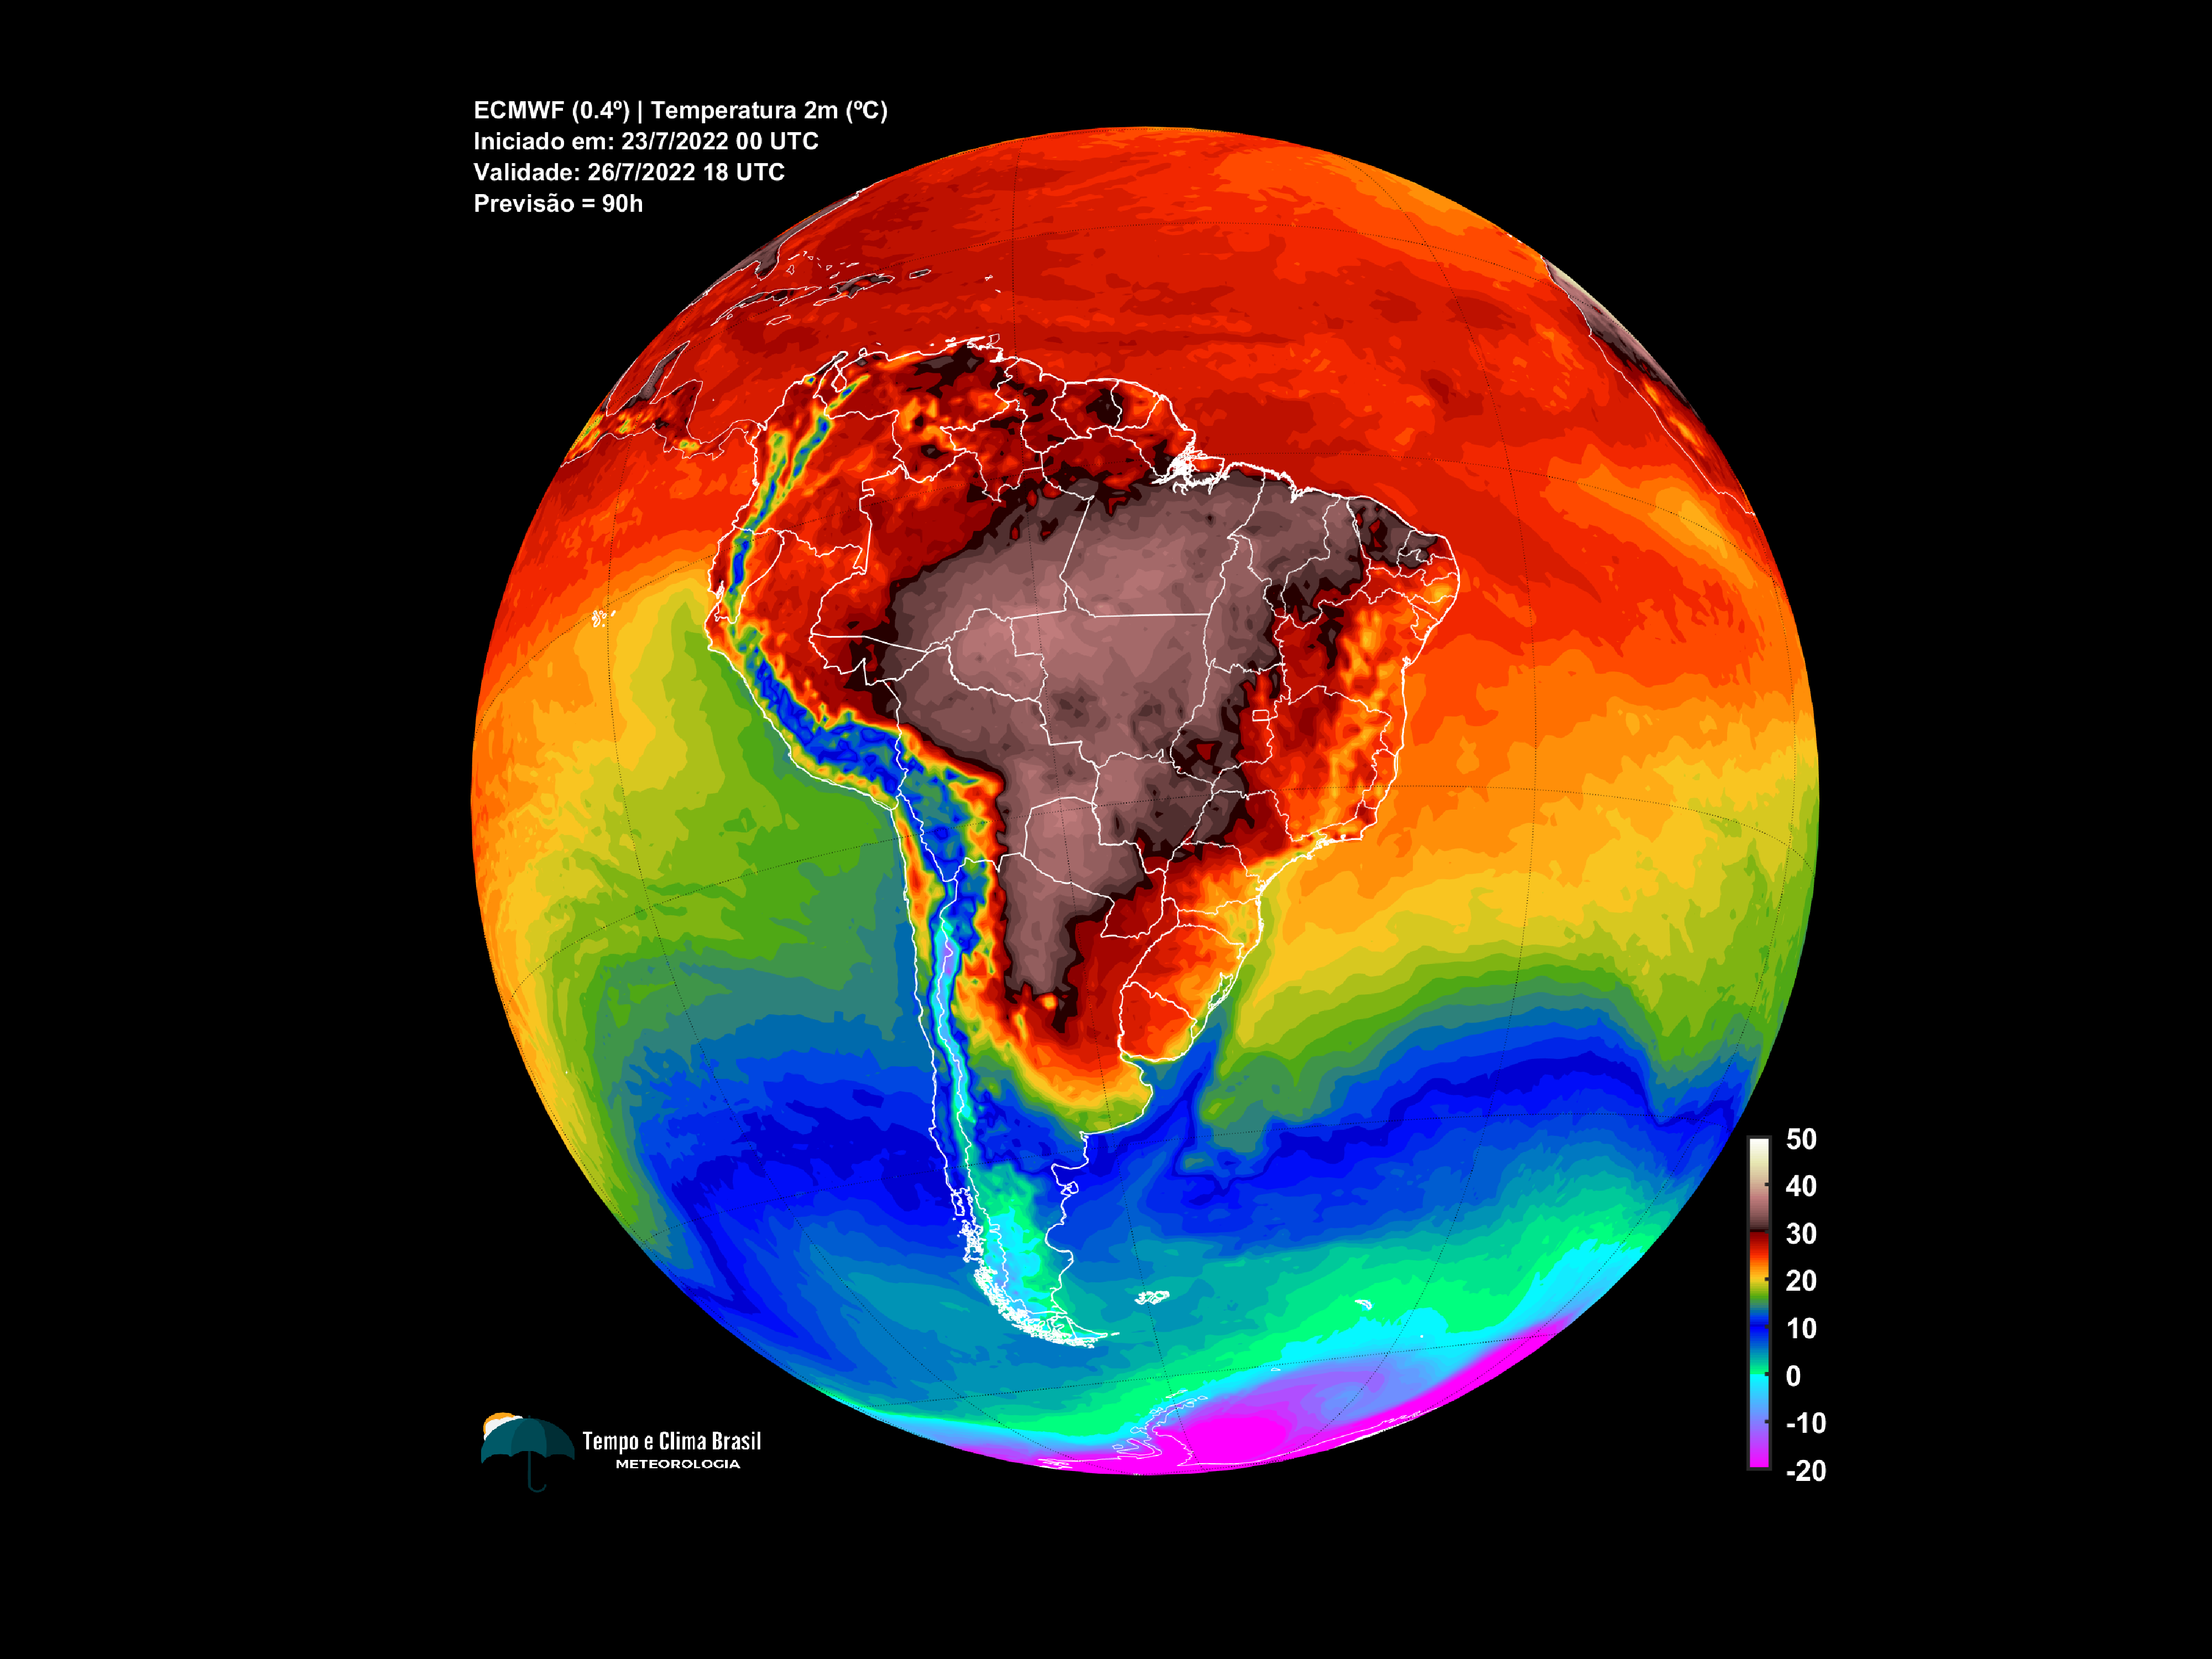 ECMWF (0.4º) | Temperatura 2m (ºC)
Iniciado em: 23/7/2022 00 UTC
Validade: 26/7/2022 18 UTC
Previsão = 90h
50
40
30
20
10
0
-10
-20
Tempo e Clima Brasil
METEOROLOGIA